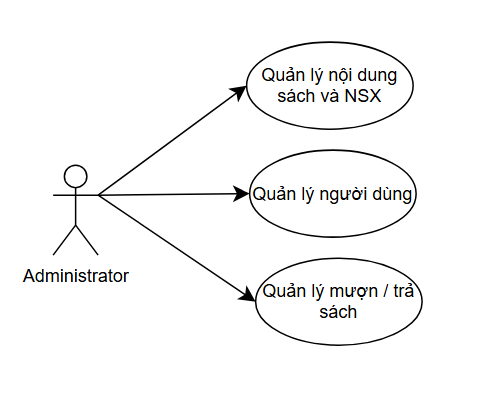 Quản lý nội dung
sách và NSX
Quản lý người dùng
Administrator
Quản lý mượn / trả
sách